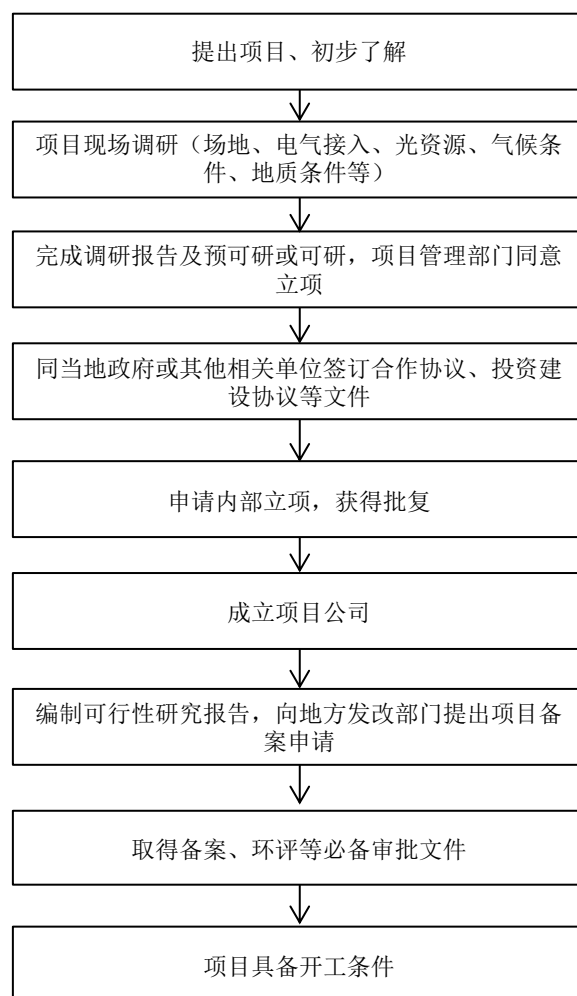 提出项目、初步了解
项目现场调研（场地、电气接入、光资源、气候条
件、地质条件等）
完成调研报告及预可研或可研，项目管理部门同意
立项
同当地政府或其他相关单位签订合作协议、投资建
设协议等文件
申请内部立项，获得批复
成立项目公司
编制可行性研究报告，向地方发改部门提出项目备
案申请
取得备案、环评等必备审批文件
项目具备开工条件